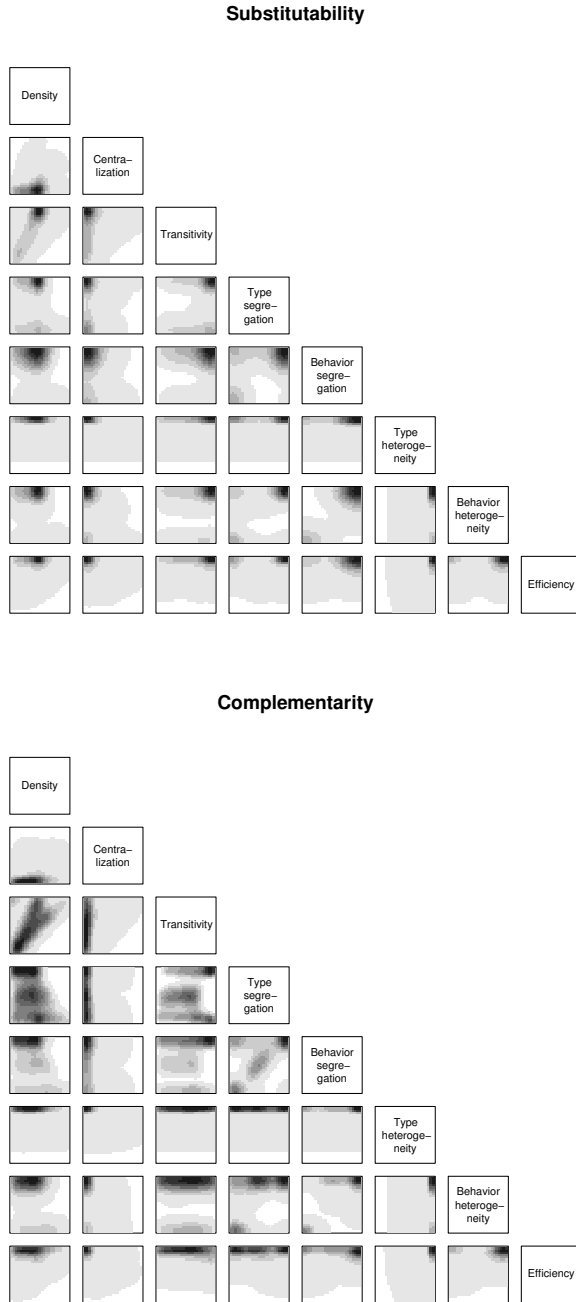 Substitutability
Density
Centra–
lization
Transitivity
Type
segre–
gation
Behavior
segre–
gation
Type
heteroge–
neity
Behavior
heteroge–
neity
Efficiency
Complementarity
Density
Centra–
lization
Transitivity
Type
segre–
gation
Behavior
segre–
gation
Type
heteroge–
neity
Behavior
heteroge–
neity
Efficiency